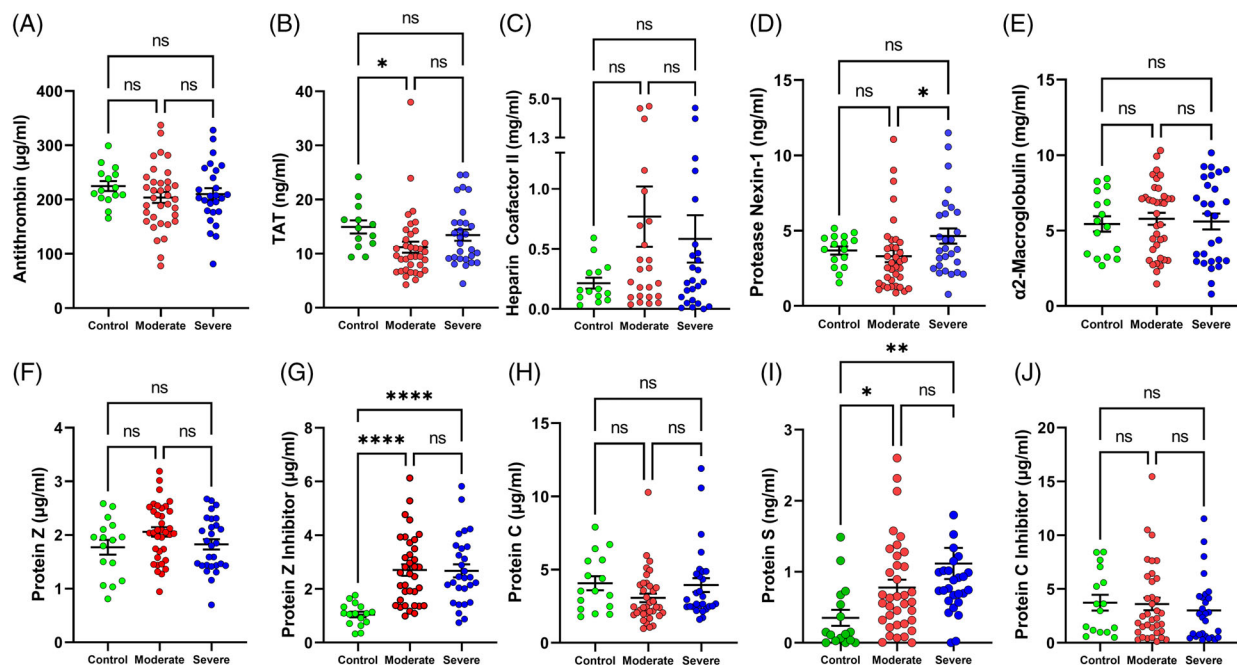 (A)
ns
ns ns
Antithrombin (µg/ml)
400
300
200
100
0
Control Moderate Severe
(B)
ns
* ns
TAT (ng/ml)
40
30
20
10
0
Control Moderate Severe
(C)
ns
ns ns
Heparin Coafactor II (mg/ml)
5.0
1.3
1.0
0.5
0.0
Control Moderate Severe
(D)
ns
ns *
Protease Nexin-1 (ng/ml)
15
10
5
0
Control Moderate Severe
(E)
ns
ns ns
α2-Macroglobulin (mg/ml)
15
10
5
0
Control Moderate Severe
(F)
ns
ns ns
Protein Z (µg/ml)
4
3
2
1
0
Control Moderate Severe
(G)
****
**** ns
Protein Z Inhibitor (µg/ml)
8
6
4
2
0
Control Moderate Severe
(H)
ns
ns ns
Protein C (µg/ml)
15
10
5
0
Control Moderate Severe
(I)
**
* ns
Protein S (ng/ml)
3
2
1
0
Control Moderate Severe
(J)
ns
ns ns
Protein C Inhibitor (µg/ml)
20
15
10
5
0
Control Moderate Severe